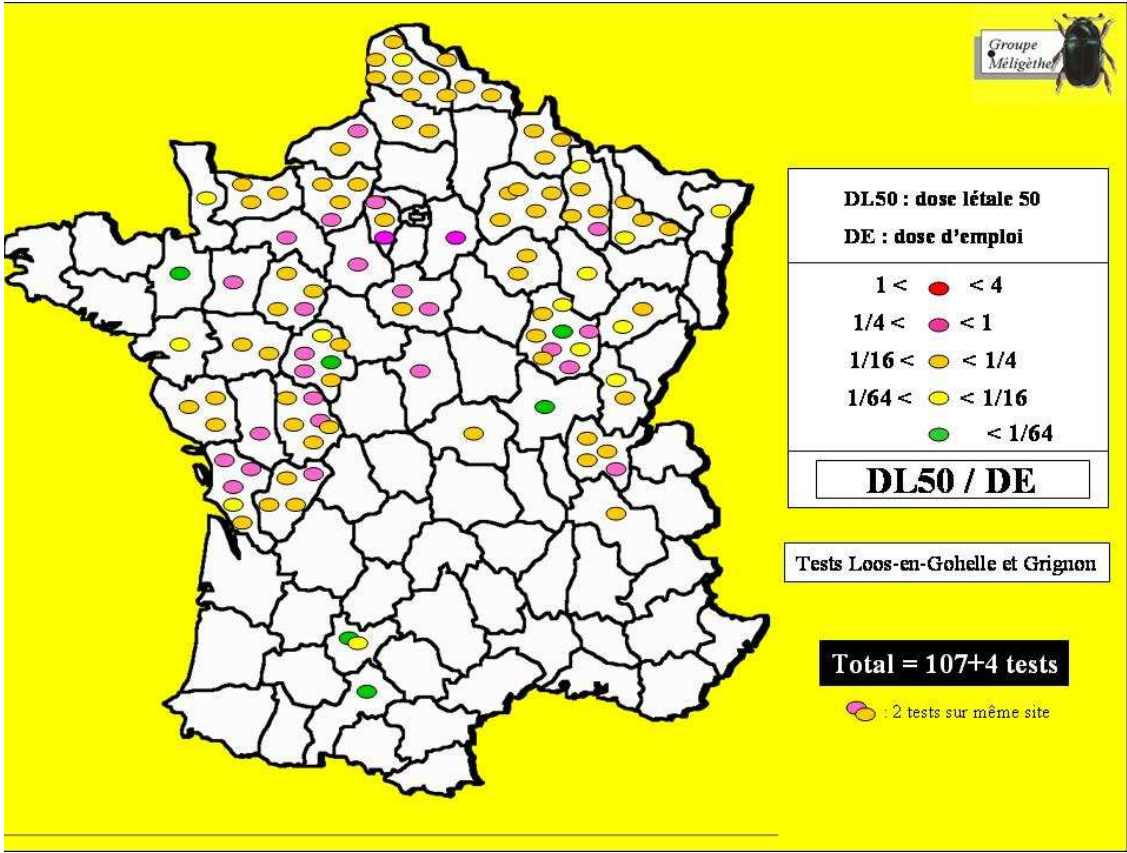 Groupe
Méligèthe
DL50 : dose létale 50
DE : dose d'emploi
1 < < 4
1/4 < < 1
1/16 < < 1/4
1/64 < < 1/16
< 1/64
DL50 / DE
Tests Loos-en-Gohelle et Grignon
Total = 107+4 tests
: 2 tests sur même site